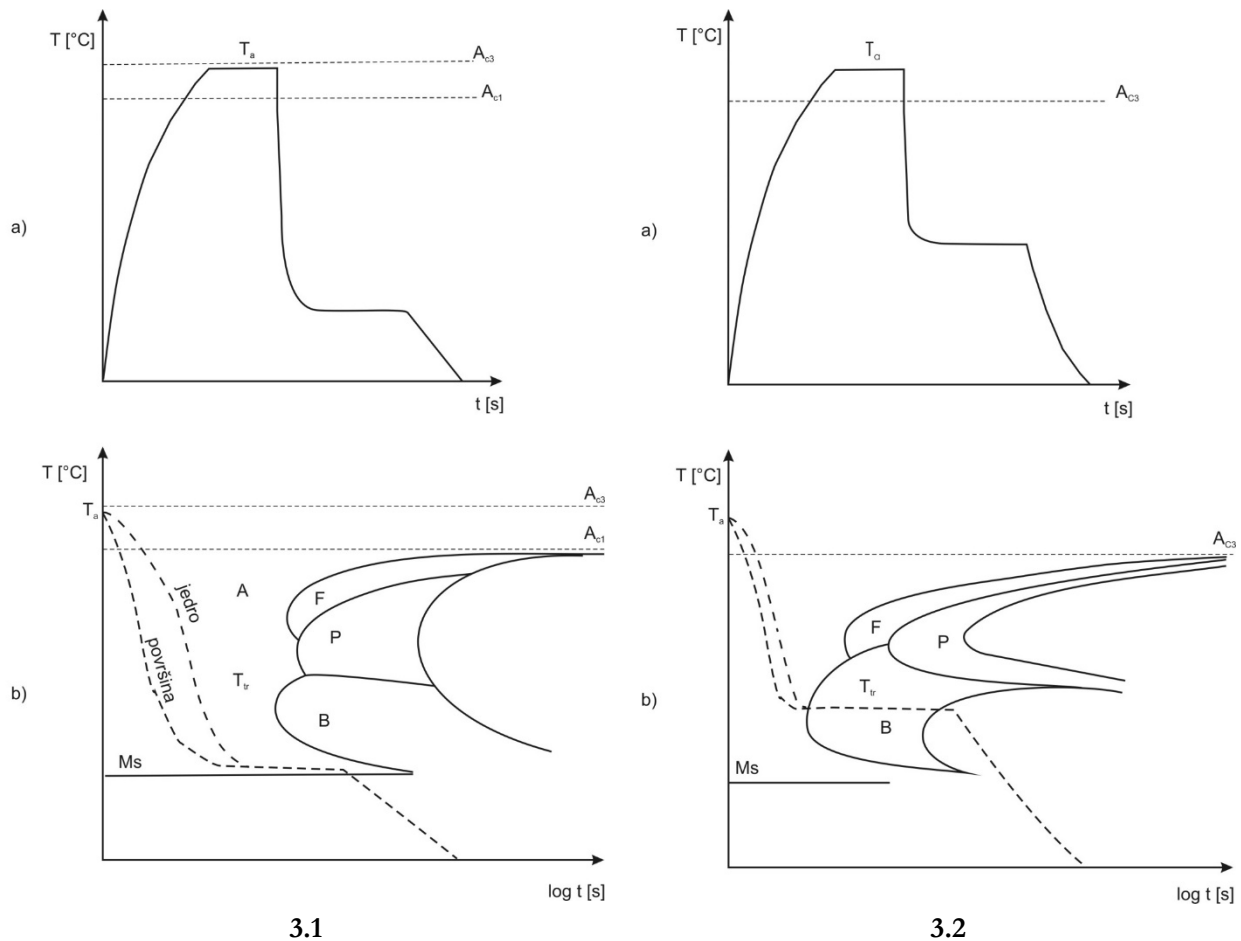 T [°C]
Ta
Ac3
Ac1
a)
t [s]
T [°C]
Ta
AC3
a)
t [s]
T [°C]
Ta
Ac3
Ac1
A
F
P
jedro
površina
Ttr
B
b)
Ms
log t [s]
3.1
T [°C]
Ta
AC3
F
P
Ttr
B
b)
Ms
log t [s]
3.2